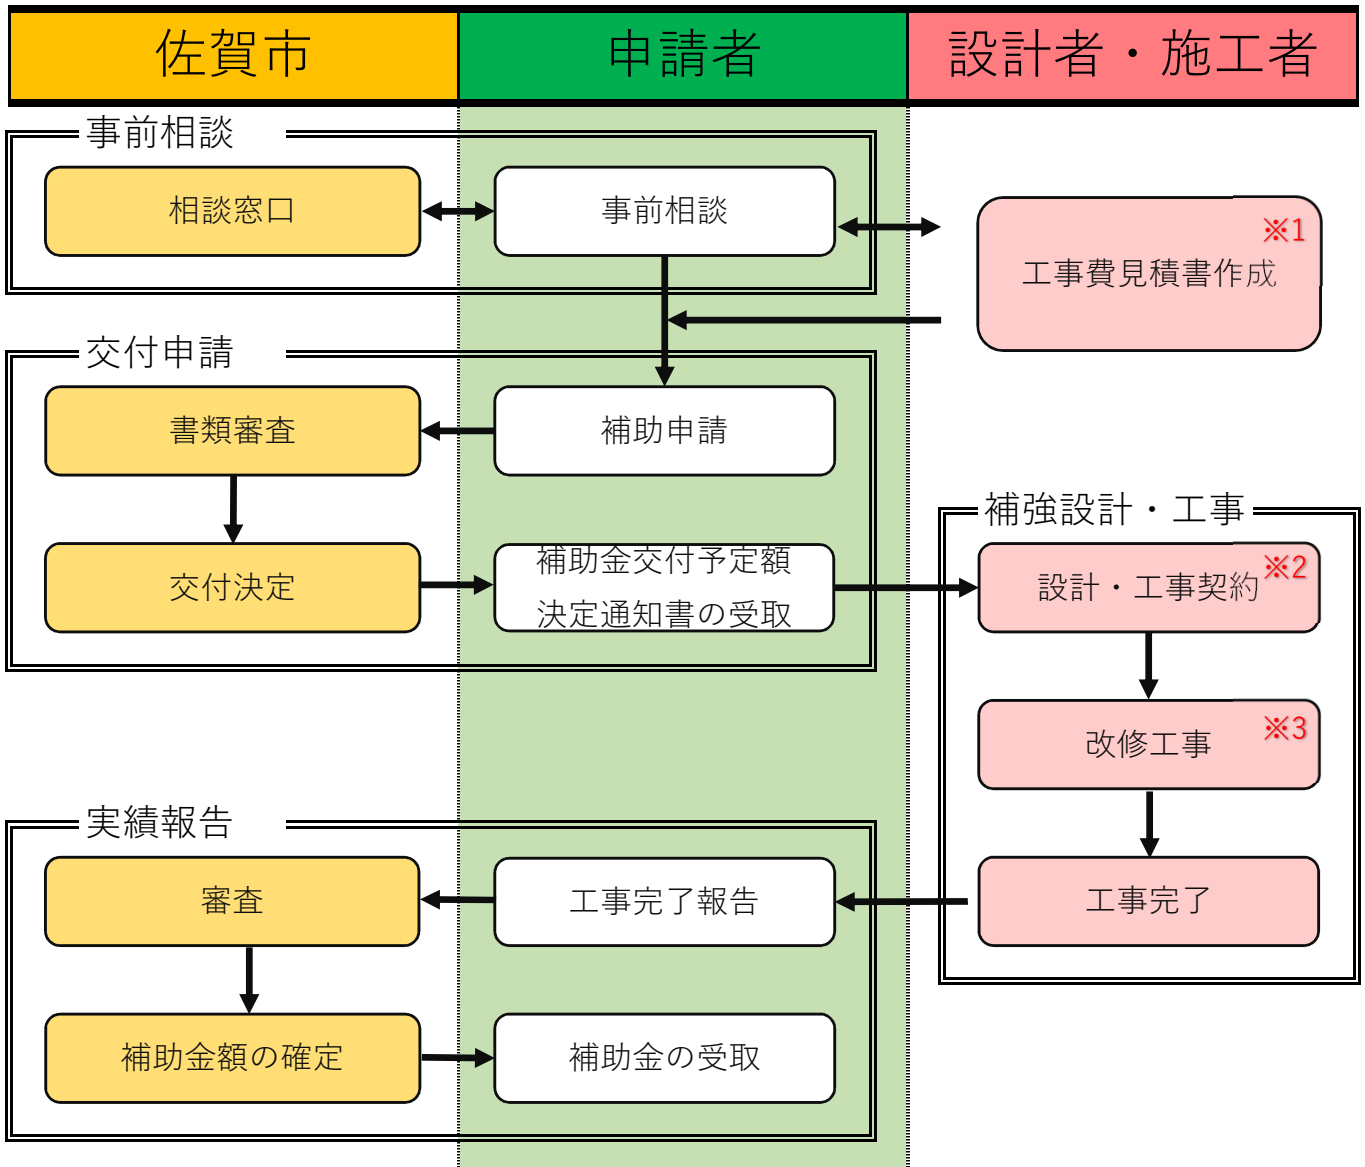 佐賀市
申請者
設計者・施工者
事前相談
相談窓口
事前相談
※1
工事費見積書作成
交付申請
書類審査
補助申請
交付決定
補助金交付予定額
決定通知書の受取
補強設計・工事
※2
設計・工事契約
※3
改修工事
工事完了
実績報告
審査
工事完了報告
補助金額の確定
補助金の受取